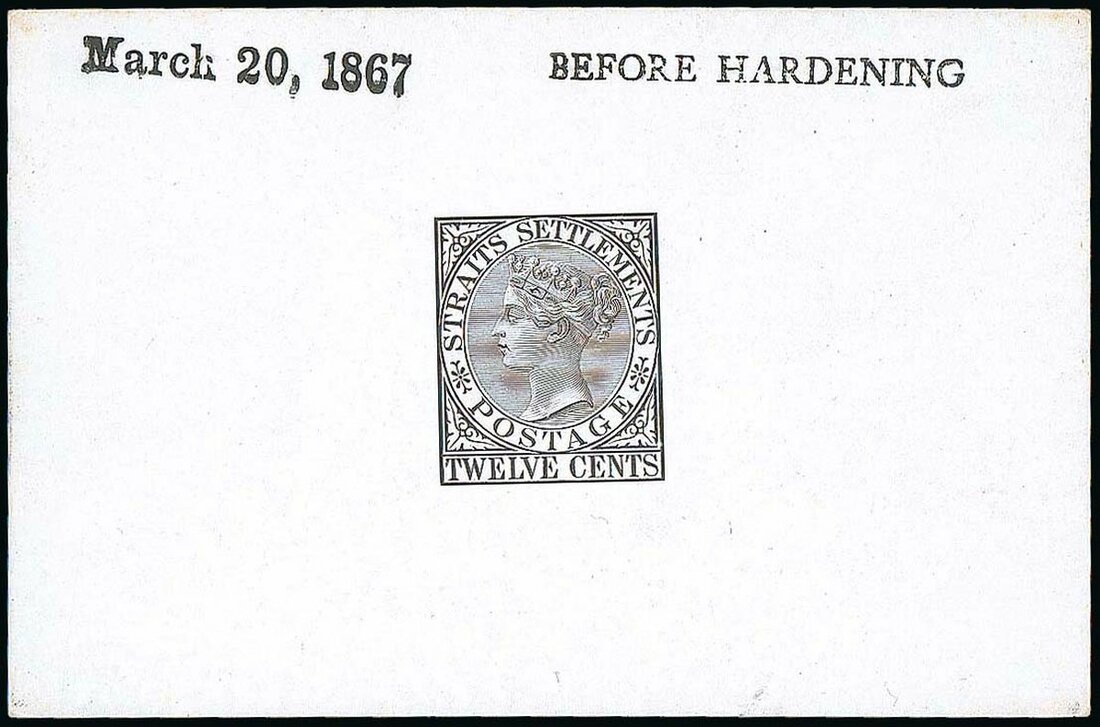 March 20, 1867
BEFORE HARDENING
STRAITS SETTLEMENTS
POSTAGE
TWELVE CENTS